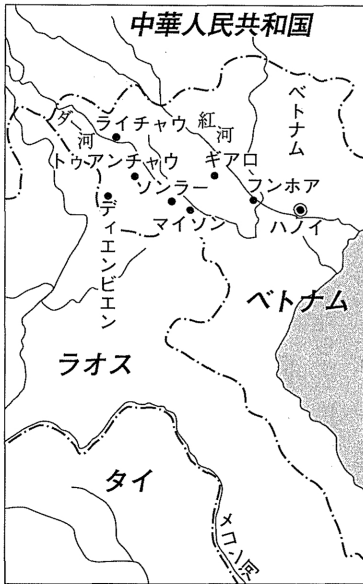 中華人民共和国
ベトナム
ダー河
ライチャウ
紅河
トゥアンチャウ
ギアロ
ソンラー
フンホア
マイソン
ハノイ
ディエンビエン
ベトナム
ラオス
タイ
メコン河